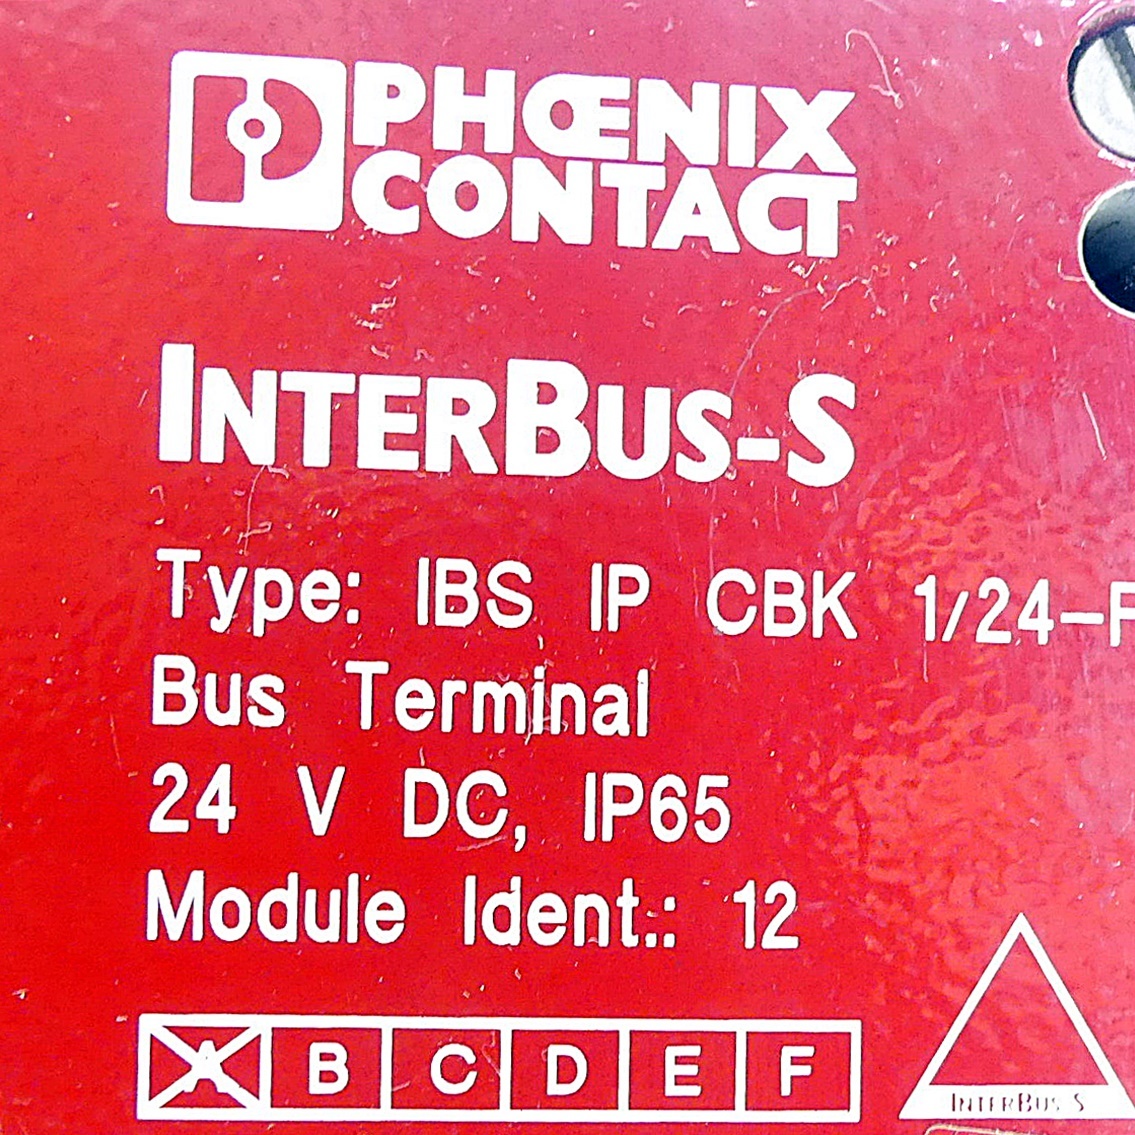 PHŒNIX
CONTACT
INTERBUS-S
Type: IBS IP CBK 1/24-F
Bus Terminal
24 V DC, IP65
Module Ident.: 12
A B C D E F
INTERBUS S